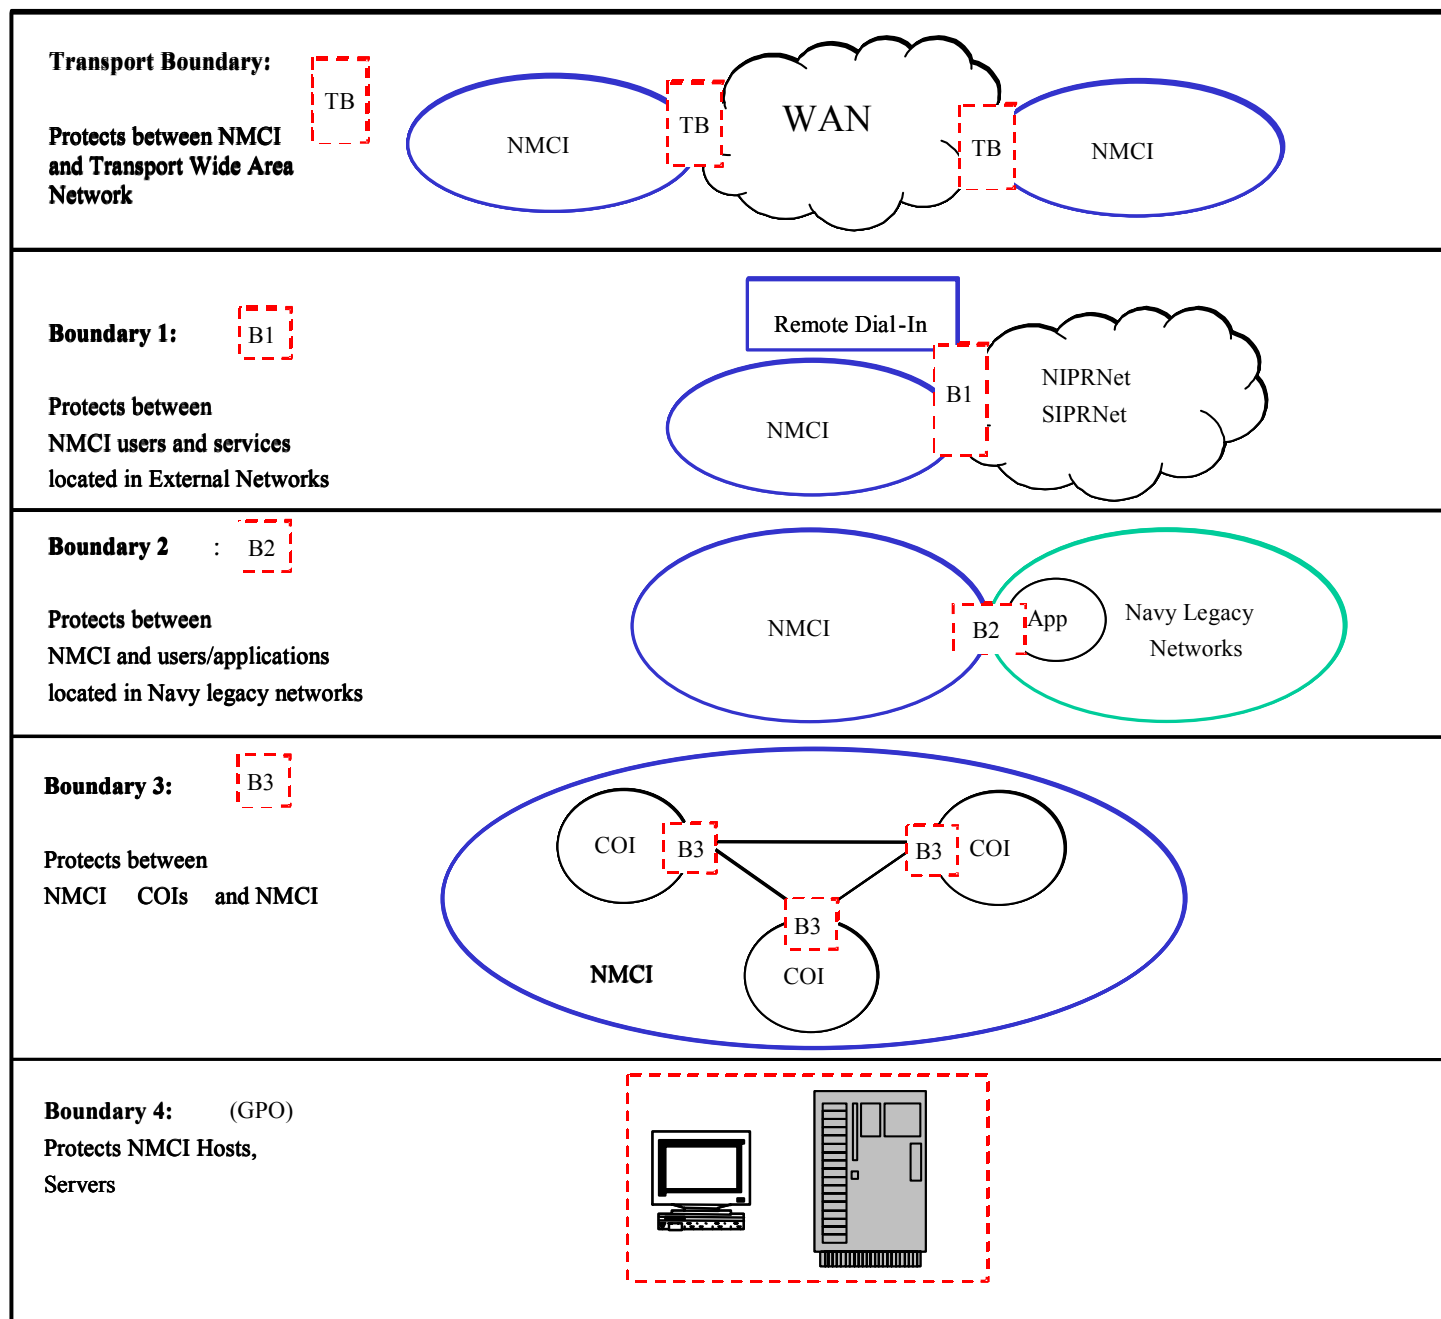 Transport Boundary:
TB
Protects between NMCI
and Transport Wide Area
Network
NMCI
TB
WAN
TB
NMCI
Boundary 1:
B1
Protects between
NMCI users and services
located in External Networks
Remote Dial-In
B1
NIPRNet
SIPRNet
NMCI
Boundary 2 :
B2
Protects between
NMCI and users/applications
located in Navy legacy networks
NMCI
B2
App
Navy Legacy
Networks
Boundary 3:
B3
Protects between
NMCI COIs and NMCI
COI
B3
B3
COI
B3
COI
NMCI
Boundary 4: (GPO)
Protects NMCI Hosts,
Servers